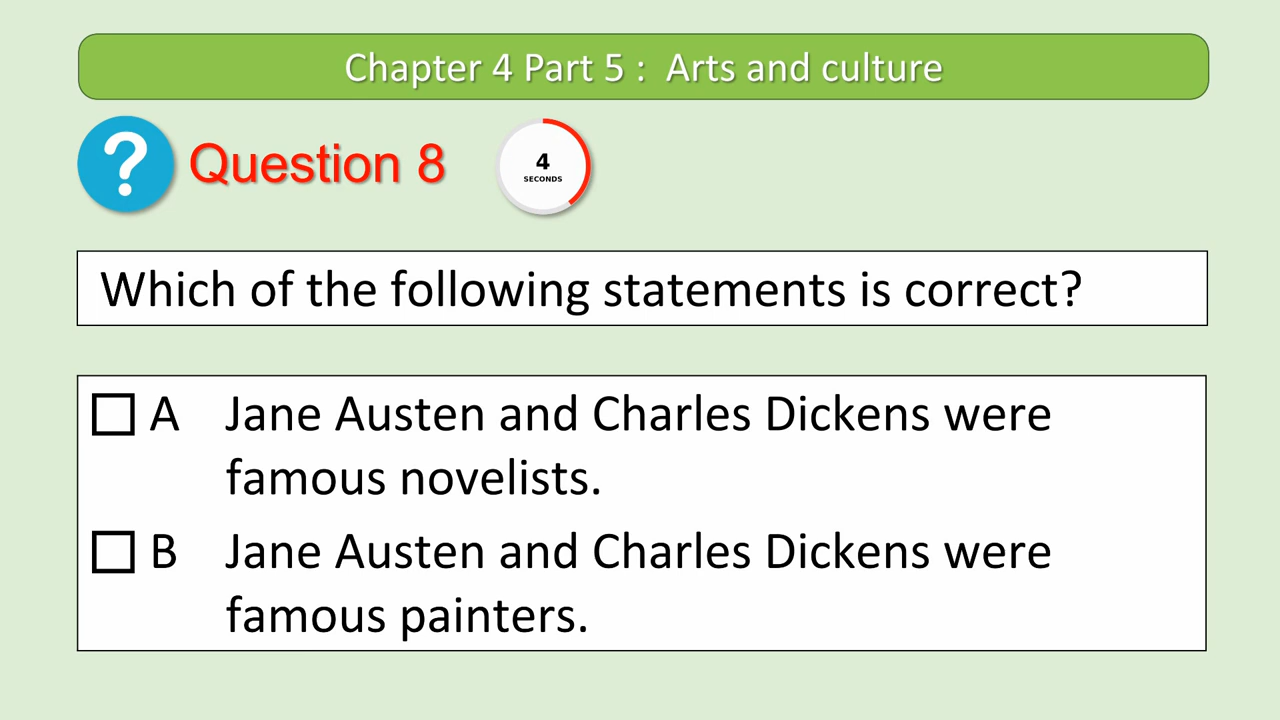 Chapter 4 Part 5 : Arts and culture
?
Question 8
4
SECONDS
Which of the following statements is correct?
A Jane Austen and Charles Dickens were
famous novelists.
B Jane Austen and Charles Dickens were
famous painters.